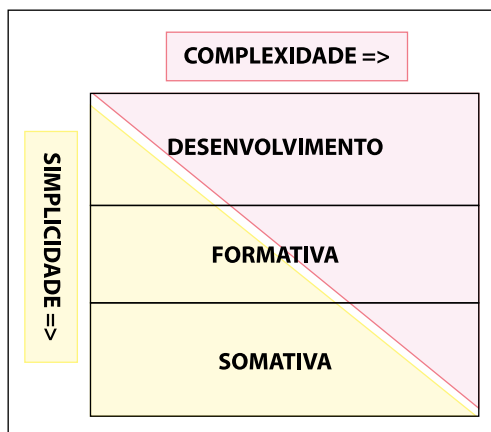 COMPLEXIDADE =>
SIMPLICIDADE =>
DESENVOLVIMENTO
FORMATIVA
SOMATIVA